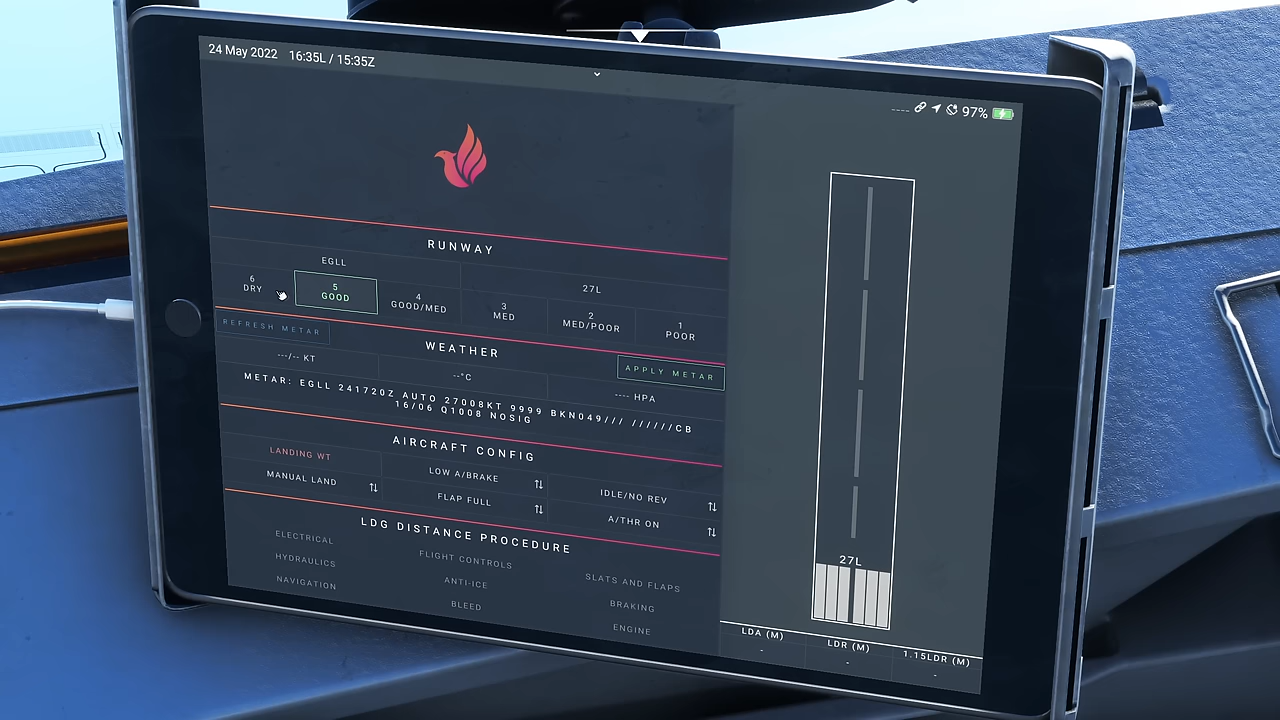 24 May 2022 16:35L / 15:35Z
---- 97%
RUNWAY
EGLL 27L
6 DRY
5 GOOD
4 GOOD/MED
3 MED
2 MED/POOR
1 POOR
REFRESH METAR
WEATHER
APPLY METAR
---/-- KT
--°C
---- HPA
METAR: EGLL 241720Z AUTO 27008KT 9999 BKN049/// //////CB
16/06 Q1008 NOSIG
AIRCRAFT CONFIG
LANDING WT
LOW A/BRAKE
IDLE/NO REV
MANUAL LAND
FLAP FULL
A/THR ON
LDG DISTANCE PROCEDURE
ELECTRICAL
FLIGHT CONTROLS
SLATS AND FLAPS
HYDRAULICS
ANTI-ICE
BRAKING
NAVIGATION
BLEED
ENGINE
27L
LDA (M)
LDR (M)
1.15LDR (M)
-
-
-